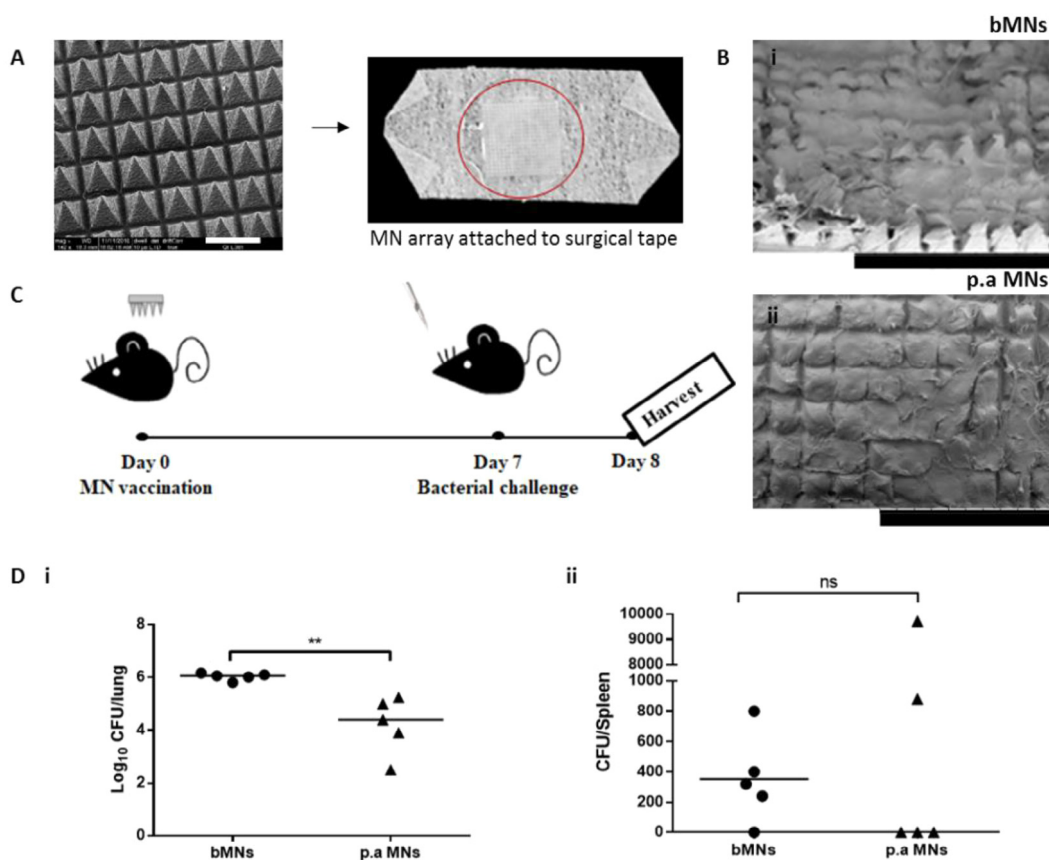 A
MN array attached to surgical tape
bMNs
B
i
p.a MNs
ii
C
Day 0
MN vaccination
Day 7
Bacterial challenge
Day 8
Harvest
D
i
Log10 CFU/lung
8
6
4
2
0
**
bMNs
p.a MNs
ii
CFU/Spleen
10000
9000
8000
1000
800
600
400
200
0
ns
bMNs
p.a MNs